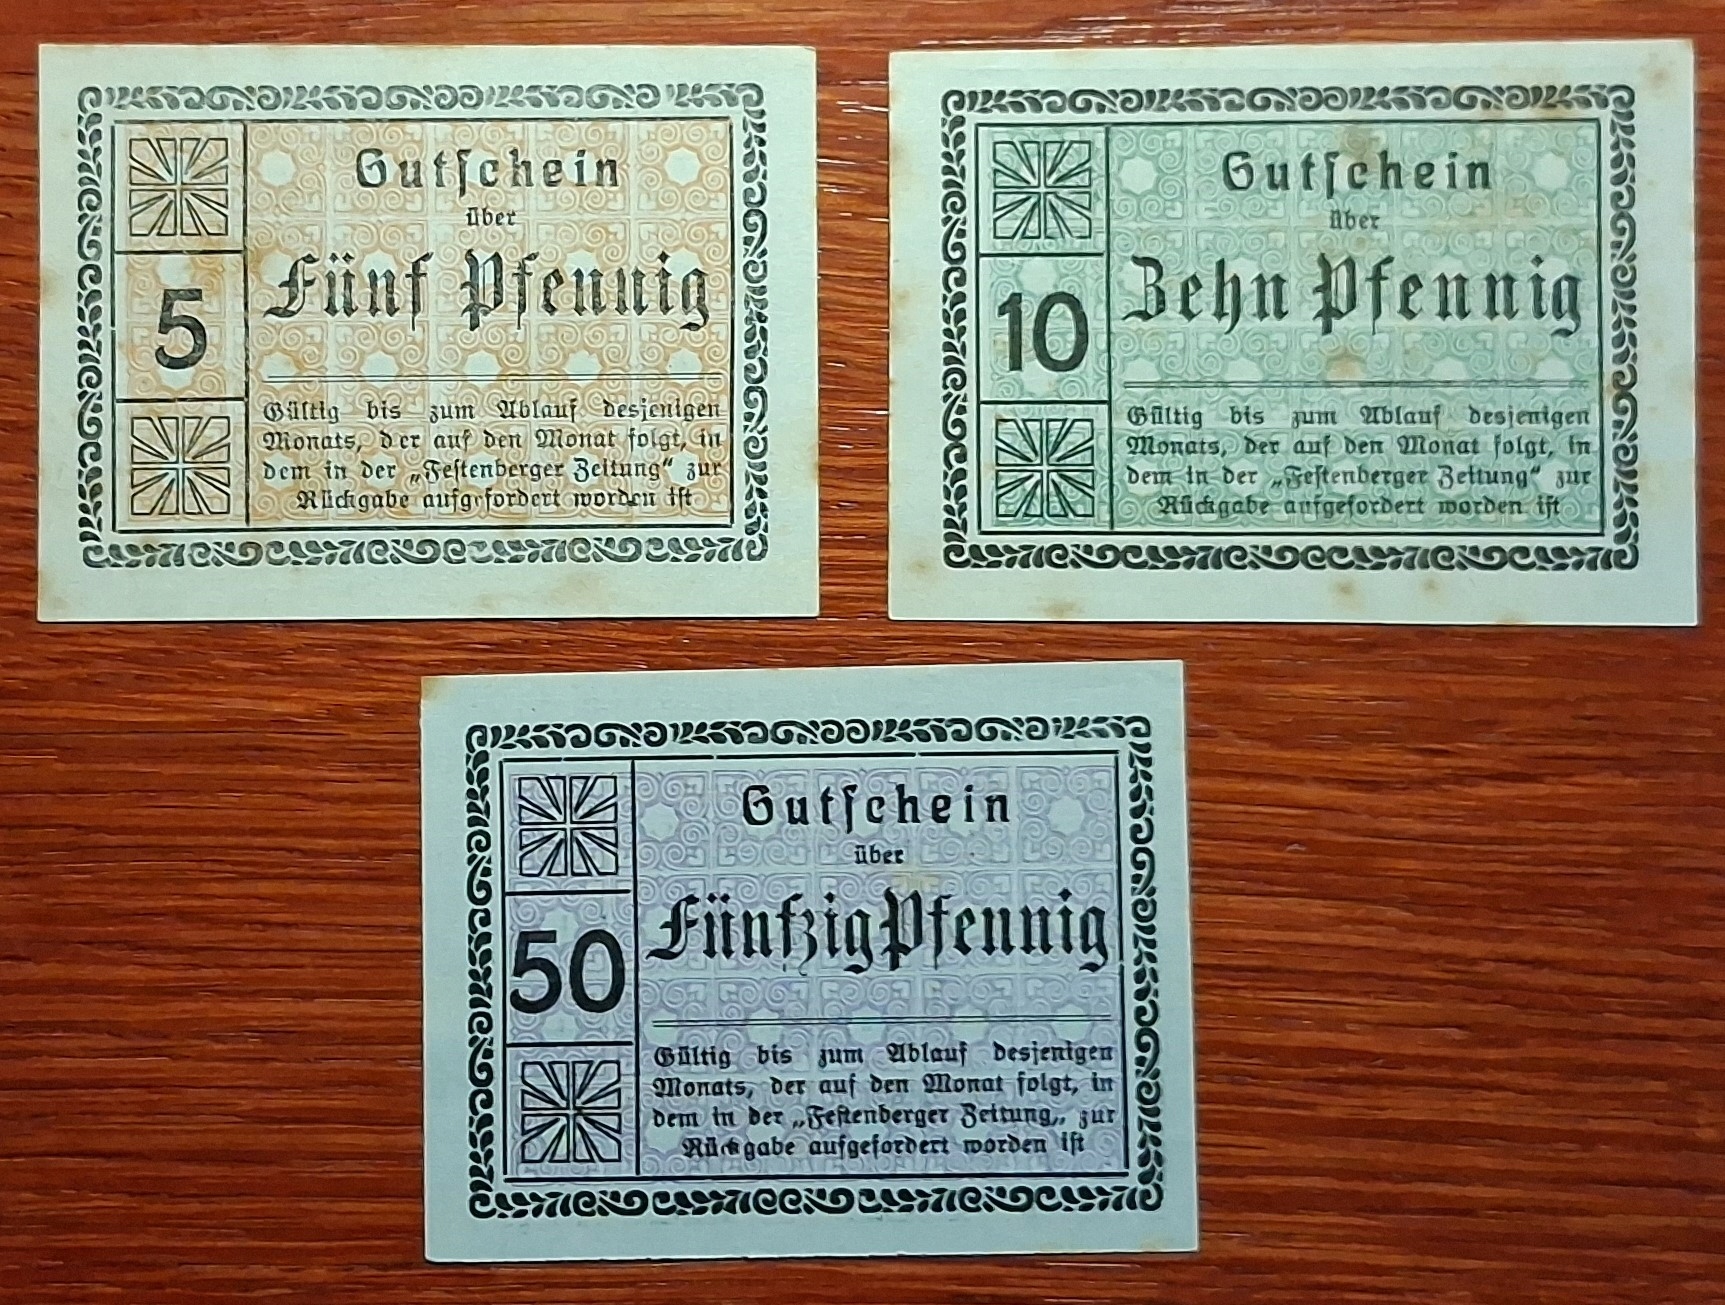 Gutschein
über
Fünf Pfennig
5
Gültig bis zum Ablauf desjenigen
Monats, der auf den Monat folgt, in
dem in der „Festenberger Zeitung“ zur
Rückgabe aufgefordert worden ist
Gutschein
über
Zehn Pfennig
10
Gültig bis zum Ablauf desjenigen
Monats, der auf den Monat folgt, in
dem in der „Festenberger Zeitung“ zur
Rückgabe aufgefordert worden ist
Gutschein
über
Fünfzig Pfennig
50
Gültig bis zum Ablauf desjenigen
Monats, der auf den Monat folgt, in
dem in der „Festenberger Zeitung„ zur
Rückgabe aufgefordert worden ist